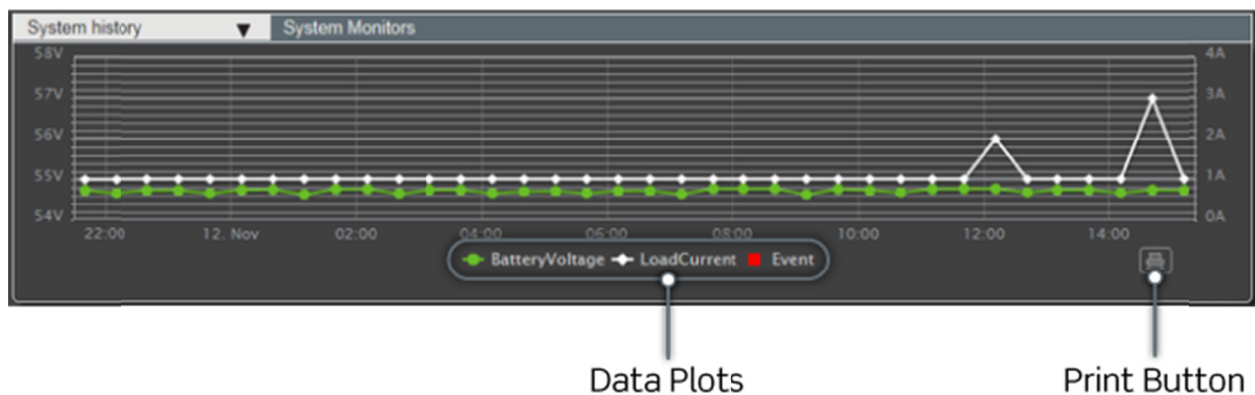 System history ▼ System Monitors
58V 4A
57V 3A
56V 2A
55V 1A
54V 0A
22:00 12. Nov 02:00 04:00 06:00 08:00 10:00 12:00 14:00
BatteryVoltage LoadCurrent Event
Data Plots Print Button